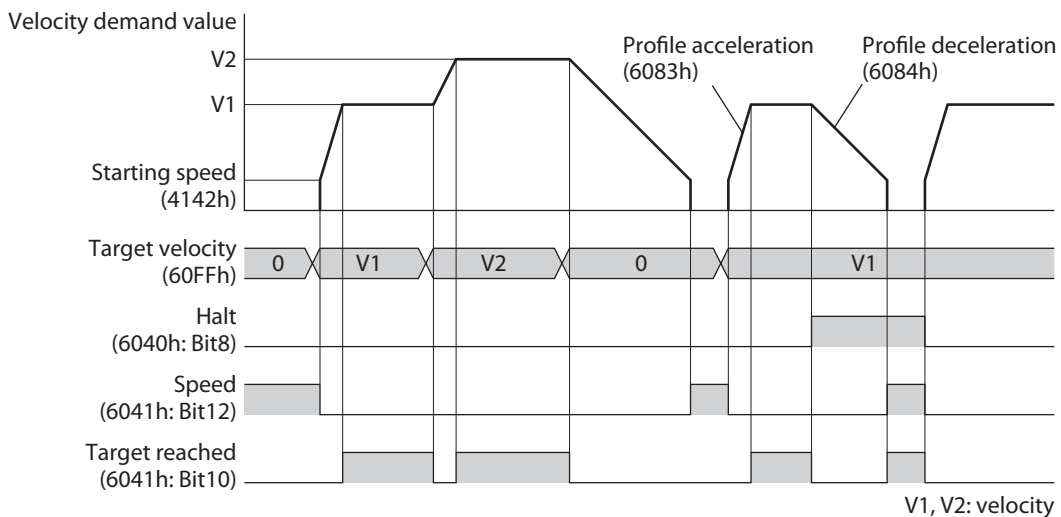 Velocity demand value
V2
V1
Starting speed
(4142h)
Profile acceleration
(6083h)
Profile deceleration
(6084h)
Target velocity
(60FFh)
0 V1 V2 0 V1
Halt
(6040h: Bit8)
Speed
(6041h: Bit12)
Target reached
(6041h: Bit10)
V1, V2: velocity